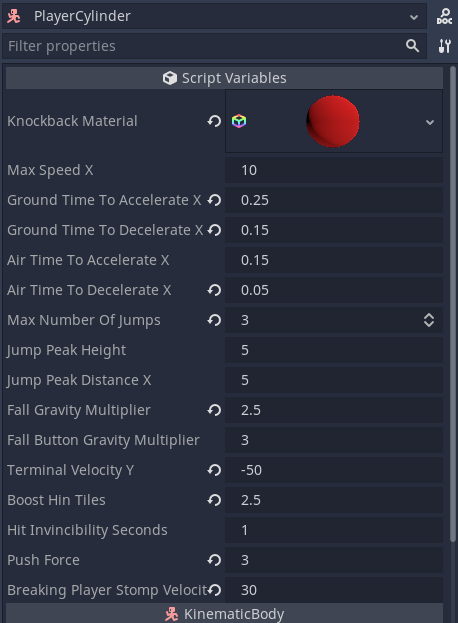 PlayerCylinder
DOC
Filter properties
Script Variables
Knockback Material
Max Speed X 10
Ground Time To Accelerate X 0.25
Ground Time To Decelerate X 0.15
Air Time To Accelerate X 0.15
Air Time To Decelerate X 0.05
Max Number Of Jumps 3
Jump Peak Height 5
Jump Peak Distance X 5
Fall Gravity Multiplier 2.5
Fall Button Gravity Multiplier 3
Terminal Velocity Y -50
Boost Hin Tiles 2.5
Hit Invincibility Seconds 1
Push Force 3
Breaking Player Stomp Velocit 30
KinematicBody